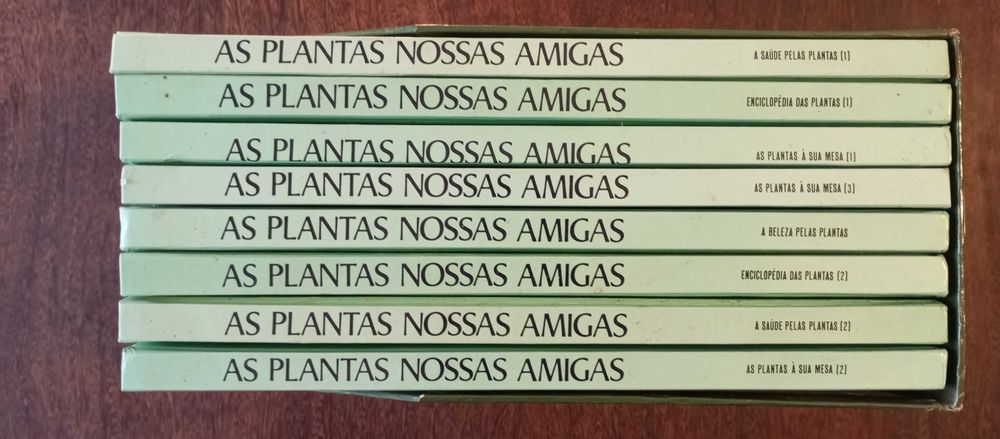 AS PLANTAS NOSSAS AMIGAS A SAÚDE PELAS PLANTAS (1)
AS PLANTAS NOSSAS AMIGAS ENCICLOPÉDIA DAS PLANTAS (1)
AS PLANTAS NOSSAS AMIGAS AS PLANTAS À SUA MESA (1)
AS PLANTAS NOSSAS AMIGAS AS PLANTAS À SUA MESA (3)
AS PLANTAS NOSSAS AMIGAS A BELEZA PELAS PLANTAS
AS PLANTAS NOSSAS AMIGAS ENCICLOPÉDIA DAS PLANTAS (2)
AS PLANTAS NOSSAS AMIGAS A SAÚDE PELAS PLANTAS (2)
AS PLANTAS NOSSAS AMIGAS AS PLANTAS À SUA MESA (2)